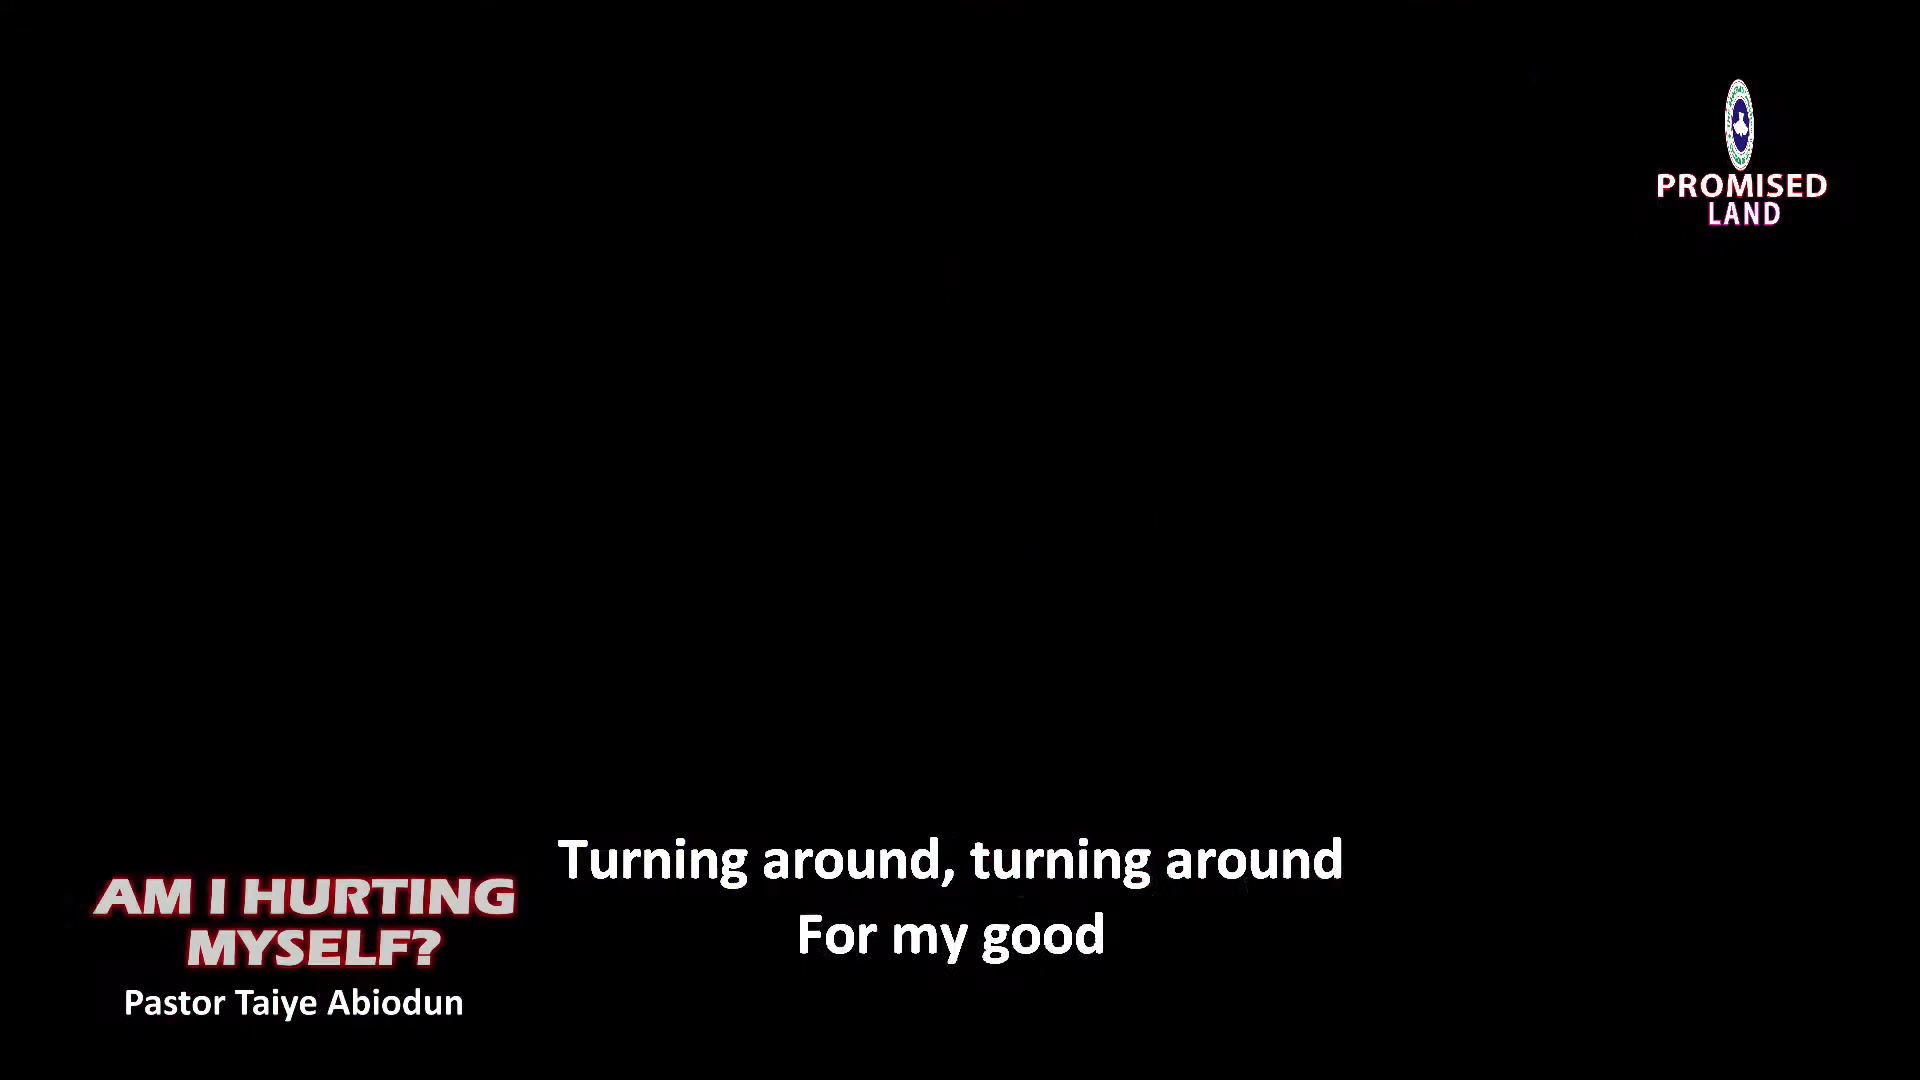 PROMISED
LAND
Turning around, turning around
For my good
AM I HURTING
MYSELF?
Pastor Taiye Abiodun